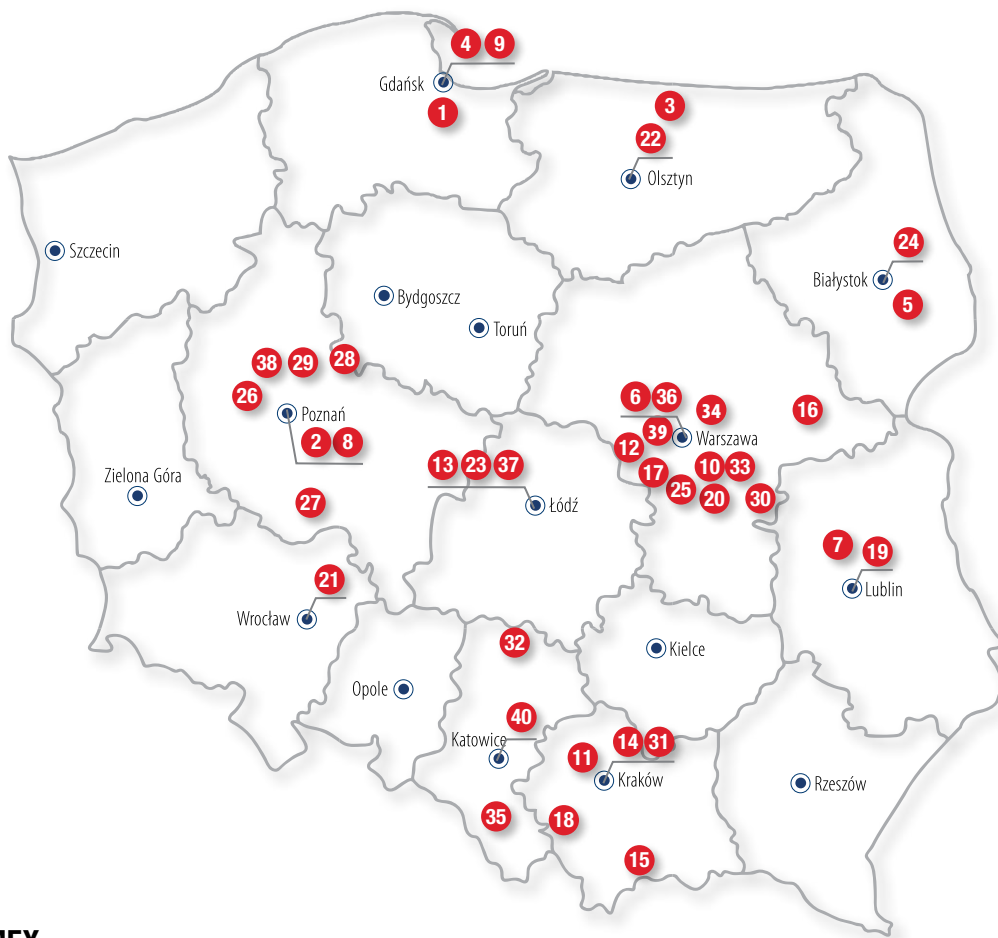 4 9
Gdańsk
1
3
22
Olsztyn
24
Białystok
5
Szczecin
Bydgoszcz
Toruń
38 29 28
26
Poznań
2 8
27
6 36 34 16
39 Warszawa
12
17 10 33
25 20 30
13 23 37
Łódź
Zielona Góra
7 19
Lublin
21
Wrocław
32
Kielce
Opole
40
Katowice
14 31
11
Kraków
Rzeszów
35 18
15